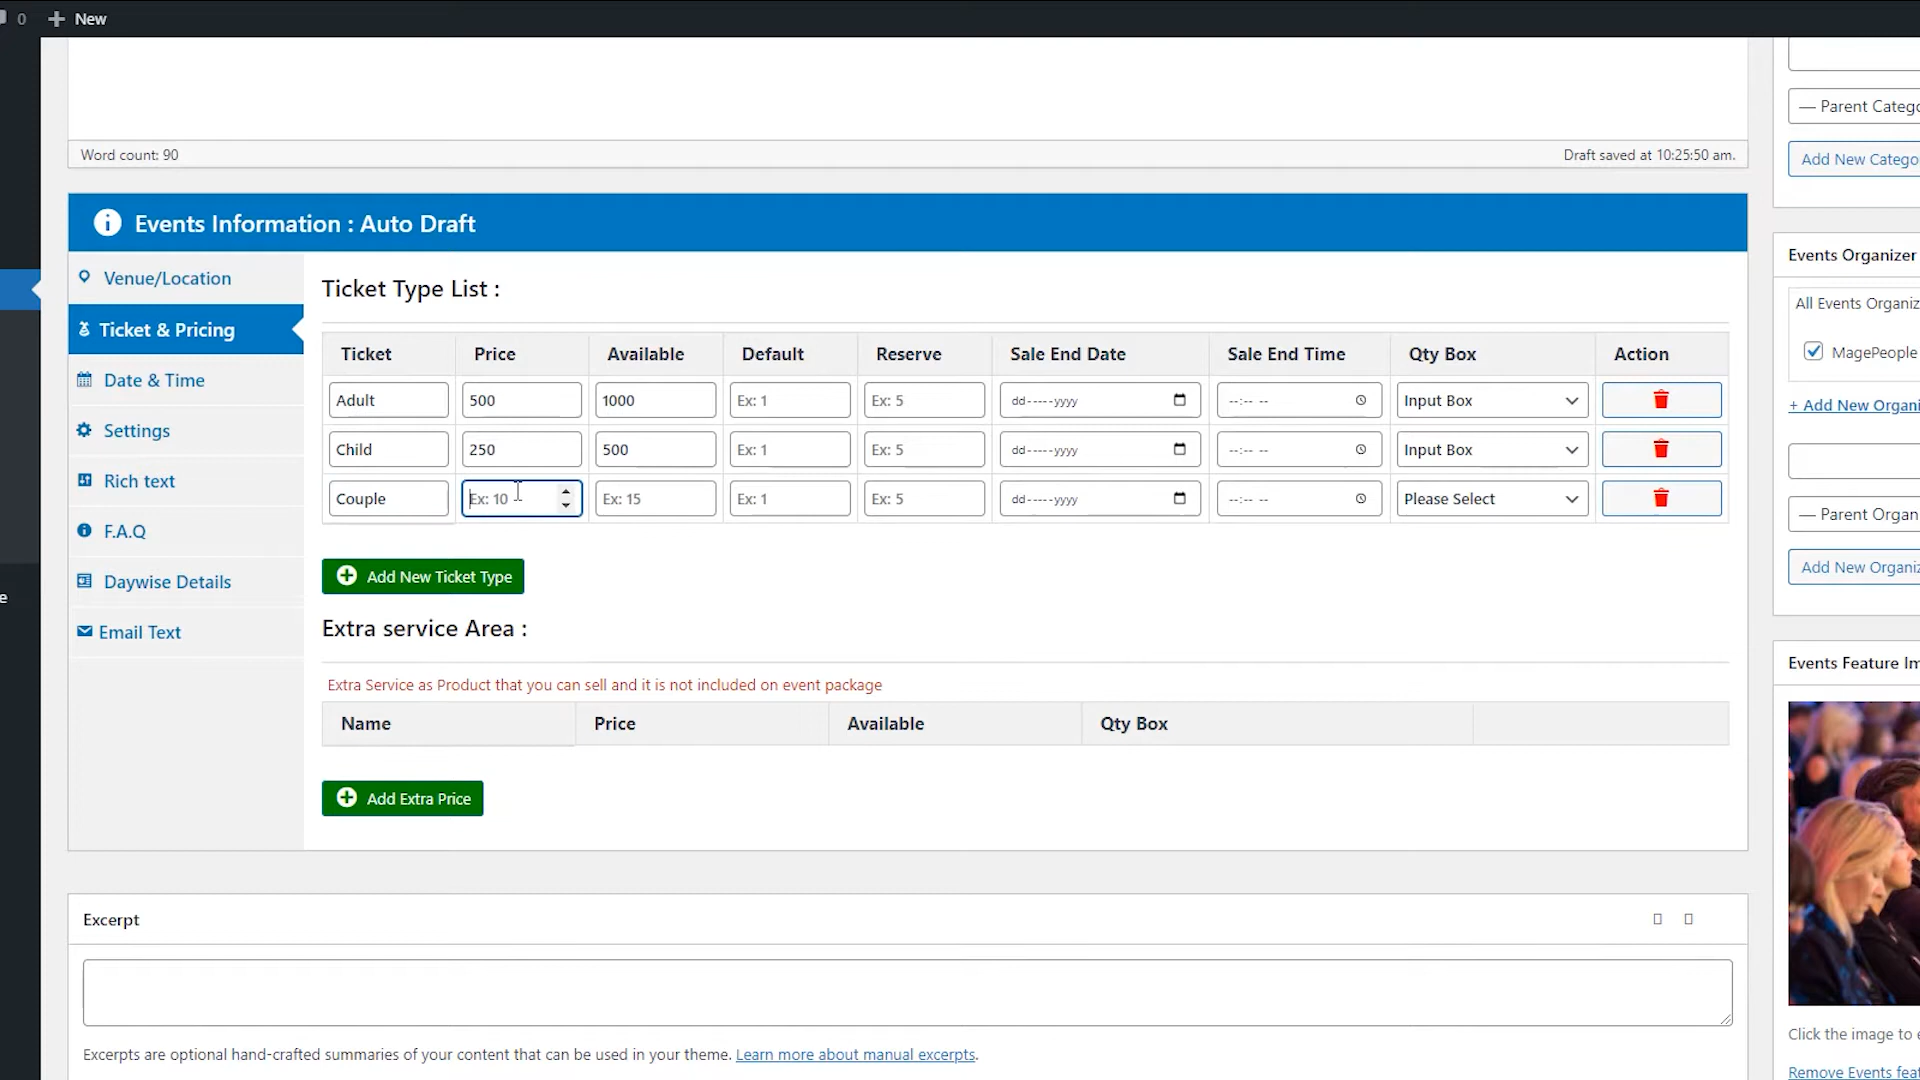 0 New
— Parent Catego
Word count: 90 Draft saved at 10:25:50 am.
Add New Catego
Events Information : Auto Draft
Venue/Location
Ticket & Pricing
Date & Time
Settings
Rich text
F.A.Q
Daywise Details
Email Text
Ticket Type List :
Ticket Price Available Default Reserve Sale End Date Sale End Time Qty Box Action
Adult 500 1000 Ex: 1 Ex: 5 dd-----yyyy --:-- -- Input Box
Child 250 500 Ex: 1 Ex: 5 dd-----yyyy --:-- -- Input Box
Couple Ex: 10 Ex: 15 Ex: 1 Ex: 5 dd-----yyyy --:-- -- Please Select
Add New Ticket Type
Extra service Area :
Extra Service as Product that you can sell and it is not included on event package
Name Price Available Qty Box
Add Extra Price
Excerpt
Excerpts are optional hand-crafted summaries of your content that can be used in your theme. Learn more about manual excerpts.
Events Organizer
All Events Organiz
MagePeople
+ Add New Organi
— Parent Organ
Add New Organiz
Events Feature Im
Click the image to e
Remove Events feat
e